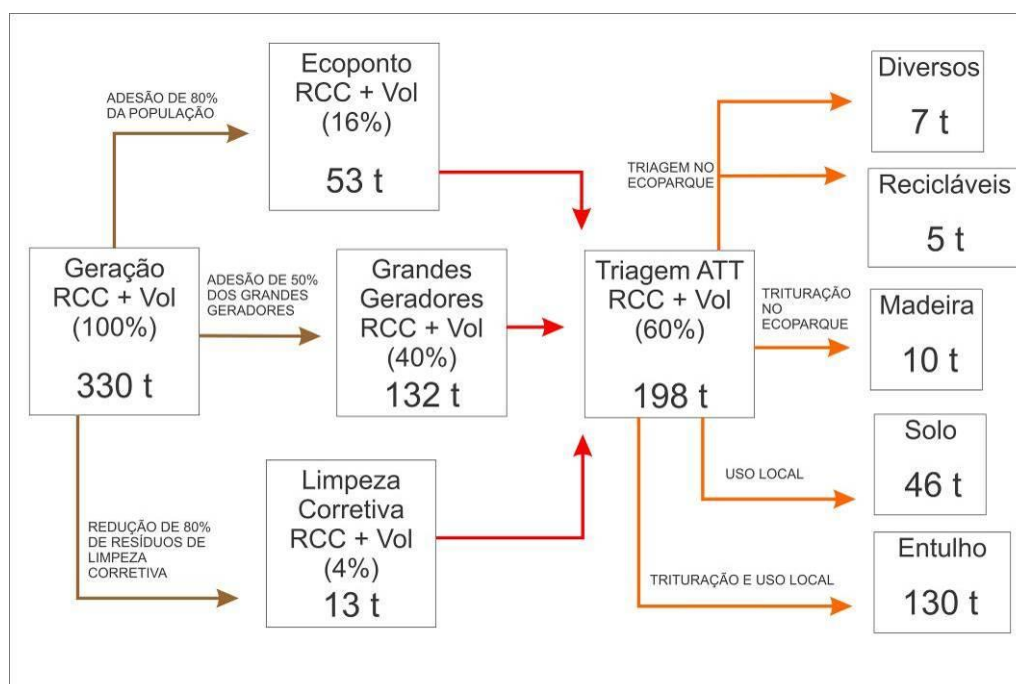 ADESÃO DE 80%
DA POPULAÇÃO
Ecoponto
RCC + Vol
(16%)
53 t
Geração
RCC + Vol
(100%)
330 t
ADESÃO DE 50%
DOS GRANDES
GERADORES
Grandes
Geradores
RCC + Vol
(40%)
132 t
REDUÇÃO DE 80%
DE RESÍDUOS DE
LIMPEZA
CORRETIVA
Limpeza
Corretiva
RCC + Vol
(4%)
13 t
Triagem ATT
RCC + Vol
(60%)
198 t
TRIAGEM NO
ECOPARQUE
Diversos
7 t
Recicláveis
5 t
TRITURAÇÃO
NO
ECOPARQUE
Madeira
10 t
USO LOCAL
Solo
46 t
TRITURAÇÃO E USO LOCAL
Entulho
130 t